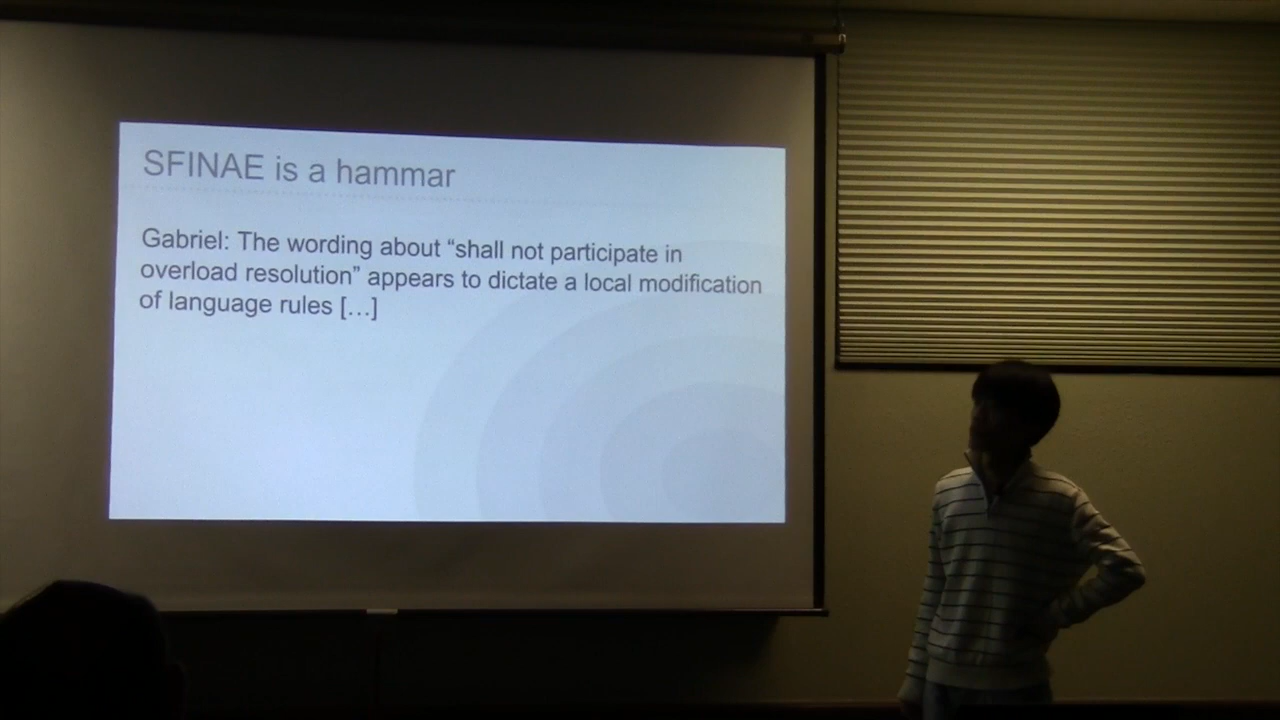 SFINAE is a hammar
Gabriel: The wording about “shall not participate in
overload resolution” appears to dictate a local modification
of language rules […]